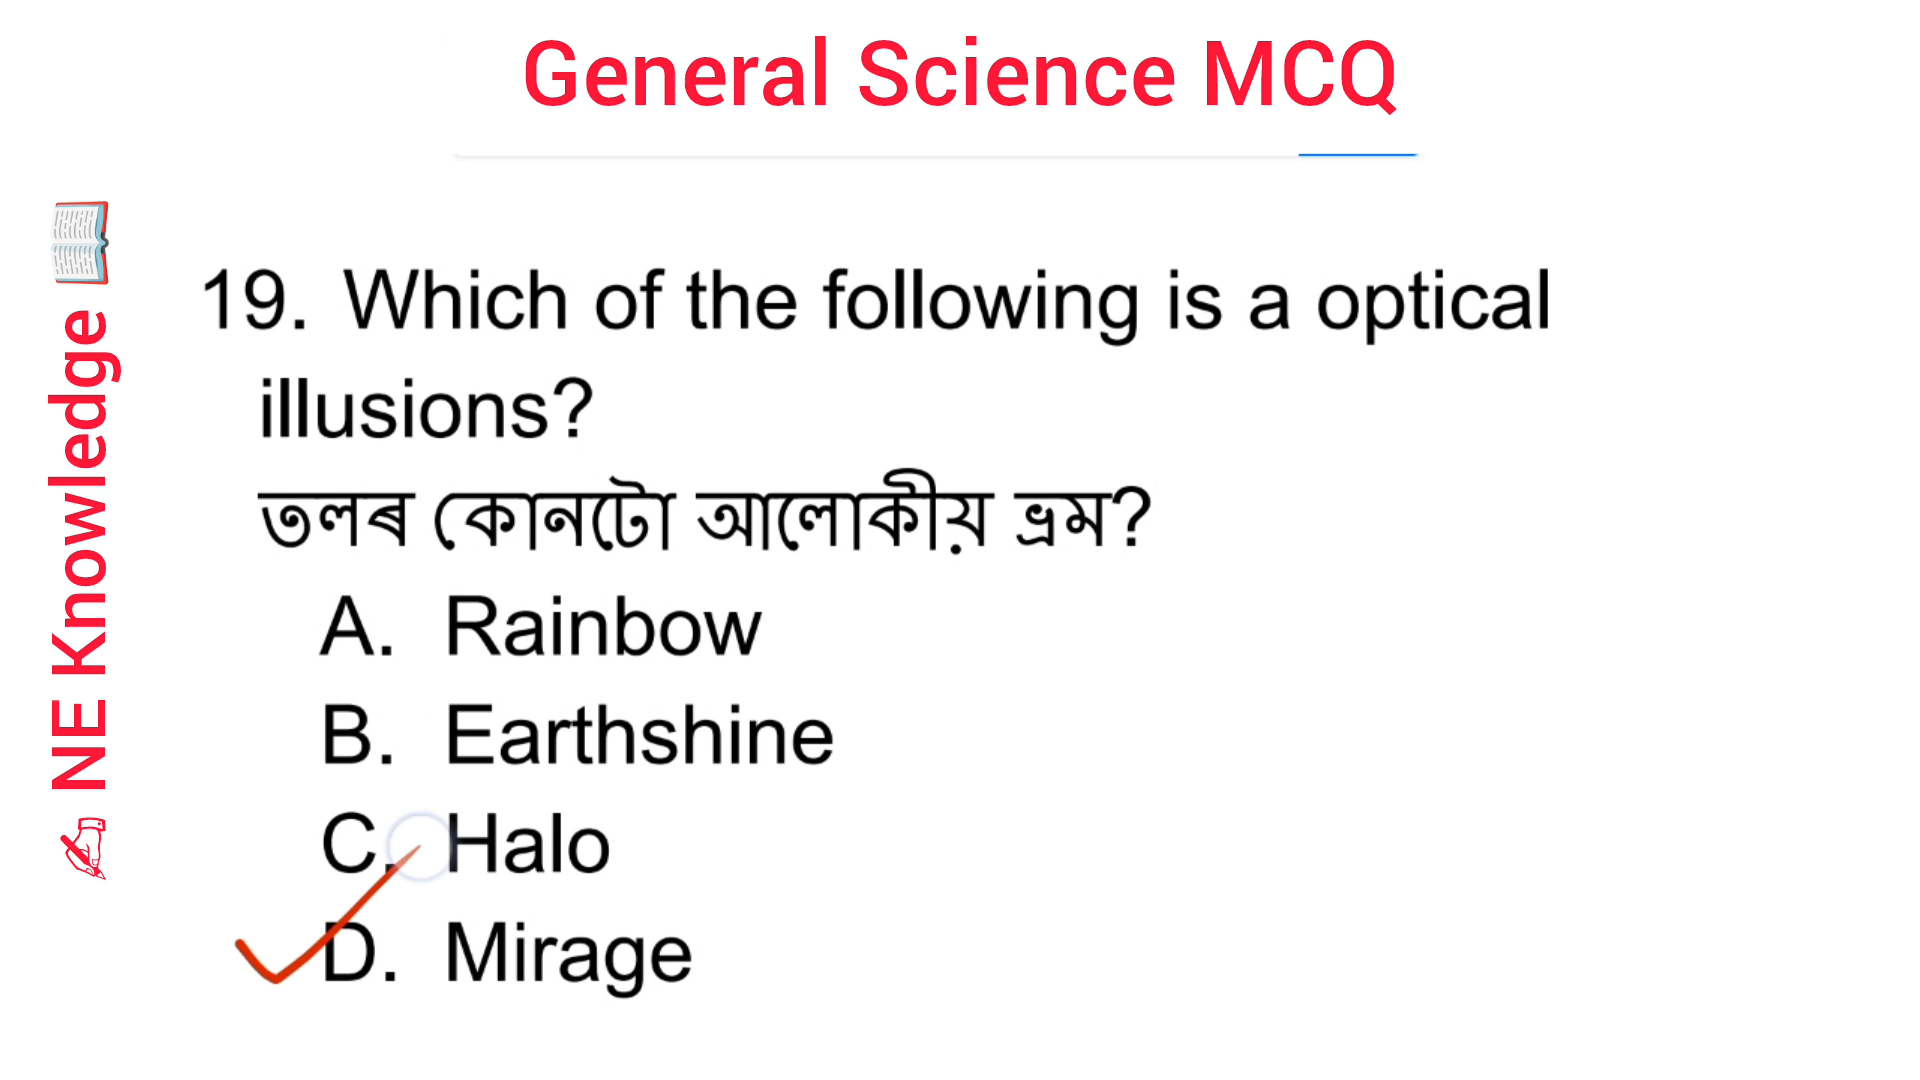 General Science MCQ
NE Knowledge
19. Which of the following is a optical
illusions?
তলৰ কোনটো আলোকীয় ভ্ৰম?
A. Rainbow
B. Earthshine
C. Halo
D. Mirage